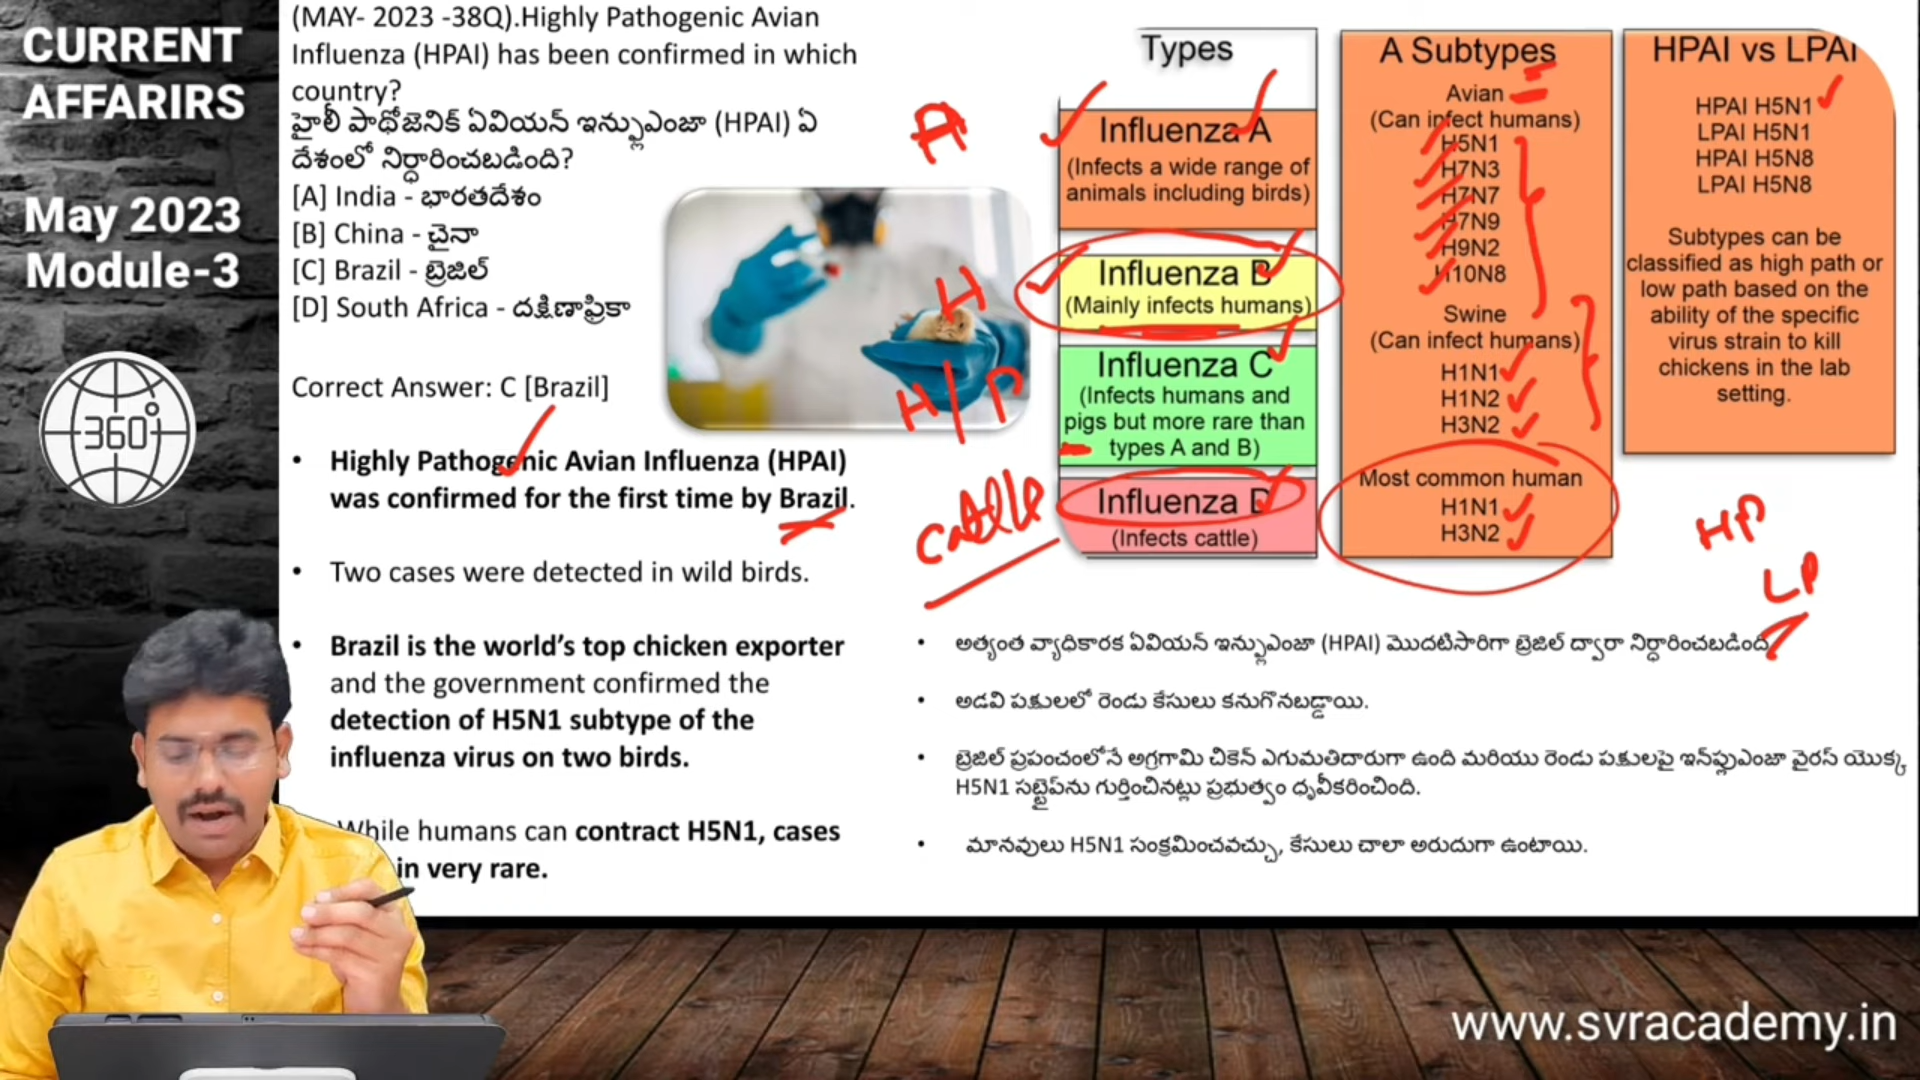 CURRENT
AFFARIRS
May 2023
Module-3
360°
(MAY- 2023 -38Q).Highly Pathogenic Avian
Influenza (HPAI) has been confirmed in which
country?
హైలీ పాథోజెనిక్ ఏవియన్ ఇన్ఫ్లుఎంజా (HPAI) ఏ
దేశంలో నిర్ధారించబడింది?
[A] India - భారతదేశం
[B] China - చైనా
[C] Brazil - బ్రెజిల్
[D] South Africa - దక్షిణాఫ్రికా
Correct Answer: C [Brazil]
• Highly Pathogenic Avian Influenza (HPAI)
was confirmed for the first time by Brazil.
• Two cases were detected in wild birds.
• Brazil is the world’s top chicken exporter
and the government confirmed the
detection of H5N1 subtype of the
influenza virus on two birds.
While humans can contract H5N1, cases
in very rare.
A
H
H/P
cattle
Types
Influenza A
(Infects a wide range of
animals including birds)
Influenza B
(Mainly infects humans)
Influenza C
(Infects humans and
pigs but more rare than
types A and B)
Influenza D
(Infects cattle)
A Subtypes
Avian
(Can infect humans)
H5N1
H7N3
H7N7
H7N9
H9N2
H10N8
Swine
(Can infect humans)
H1N1
H1N2
H3N2
Most common human
H1N1
H3N2
HPAI vs LPAI
HPAI H5N1
LPAI H5N1
HPAI H5N8
LPAI H5N8
Subtypes can be
classified as high path or
low path based on the
ability of the specific
virus strain to kill
chickens in the lab
setting.
HP
LP
• అత్యంత వ్యాధికారక ఏవియన్ ఇన్ఫ్లుఎంజా (HPAI) మొదటిసారిగా బ్రెజిల్ ద్వారా నిర్ధారించబడింది
• అడవి పక్షులలో రెండు కేసులు కనుగొనబడ్డాయి.
• బ్రెజిల్ ప్రపంచంలోనే అగ్రగామి చికెన్ ఎగుమతిదారుగా ఉంది మరియు రెండు పక్షులపై ఇన్‌ఫ్లుఎంజా వైరస్ యొక్క
H5N1 సబ్టైప్‌ను గుర్తించినట్లు ప్రభుత్వం ధృవీకరించింది.
• మానవులు H5N1 సంక్రమించవచ్చు, కేసులు చాలా అరుదుగా ఉంటాయి.
www.svracademy.in